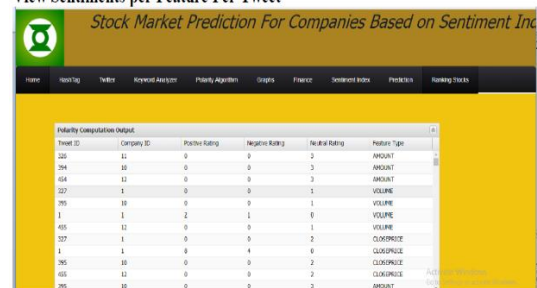 View Sentiments per Feature Per Tweet
Stock Market Prediction For Companies Based on Sentiment Ind
Home HashTag Twitter Keyword Analyzer Polarity Algorithm Graphs Finance Sentiment Index Prediction Ranking Stocks
Polarity Computation Output
Tweet ID Company ID Positive Rating Negative Rating Neutral Rating Feature Type
326 11 0 0 3 AMOUNT
394 10 0 0 3 AMOUNT
454 12 0 0 3 AMOUNT
327 1 0 0 1 VOLUME
395 10 0 0 1 VOLUME
1 1 2 1 0 VOLUME
455 12 0 0 1 VOLUME
327 1 0 0 2 CLOSEPRICE
1 1 0 4 0 CLOSEPRICE
395 10 0 0 2 CLOSEPRICE
455 12 0 0 2 CLOSEPRICE
395 10 0 0 3 AMOUNT